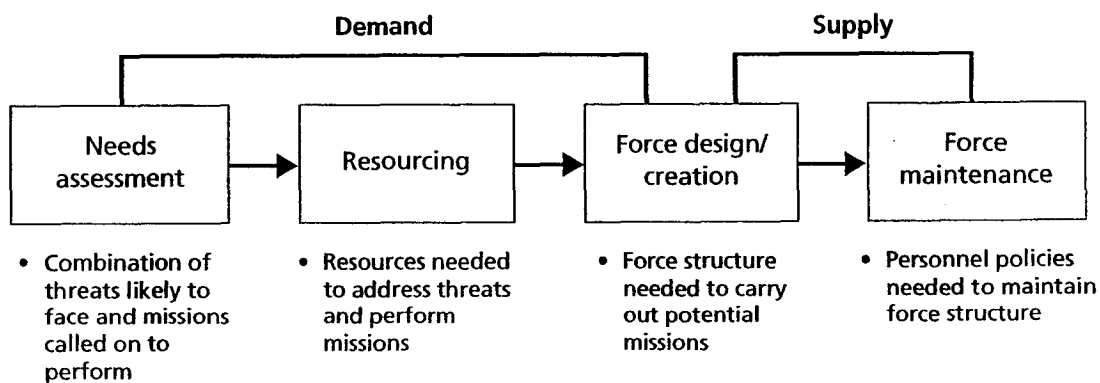 Demand
Supply
Needs
assessment
Resourcing
Force design/
creation
Force
maintenance
• Combination of
threats likely to
face and missions
called on to
perform
• Resources needed
to address threats
and perform
missions
• Force structure
needed to carry
out potential
missions
• Personnel policies
needed to maintain
force structure